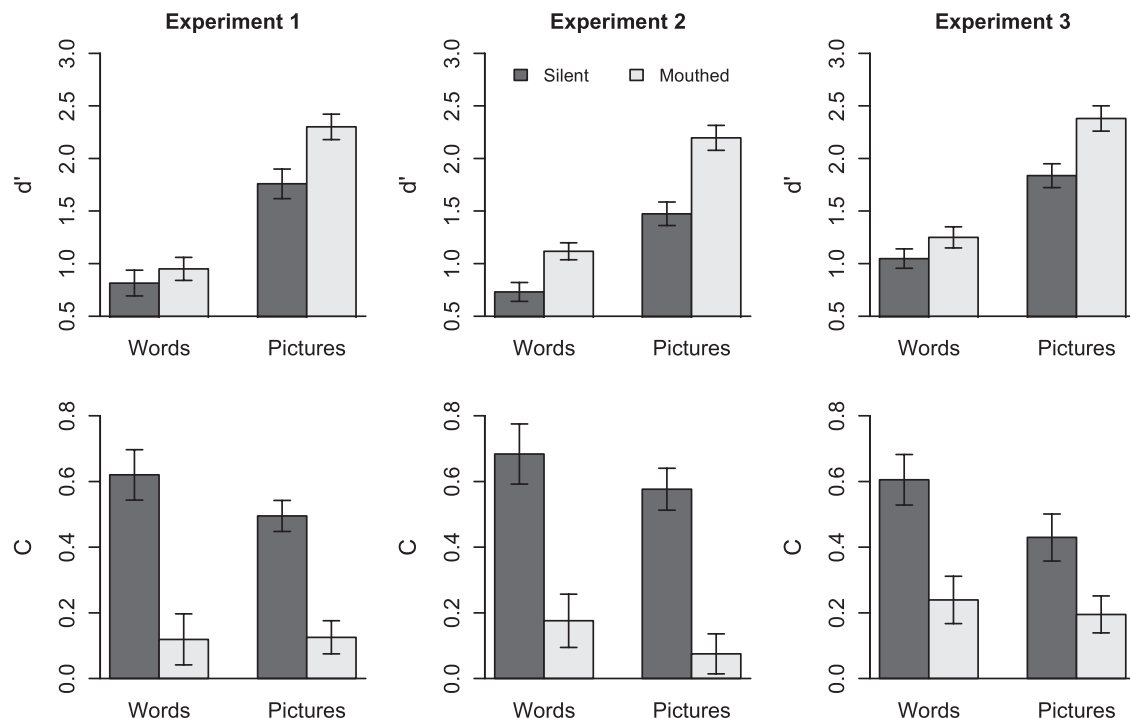 Experiment 1
Experiment 2
Experiment 3
3.0
2.5
2.0
1.5
1.0
0.5
d'
Words
Pictures
3.0
2.5
2.0
1.5
1.0
0.5
d'
Silent
Mouthed
Words
Pictures
3.0
2.5
2.0
1.5
1.0
0.5
d'
Words
Pictures
0.8
0.6
0.4
0.2
0.0
C
Words
Pictures
0.8
0.6
0.4
0.2
0.0
C
Words
Pictures
0.8
0.6
0.4
0.2
0.0
C
Words
Pictures